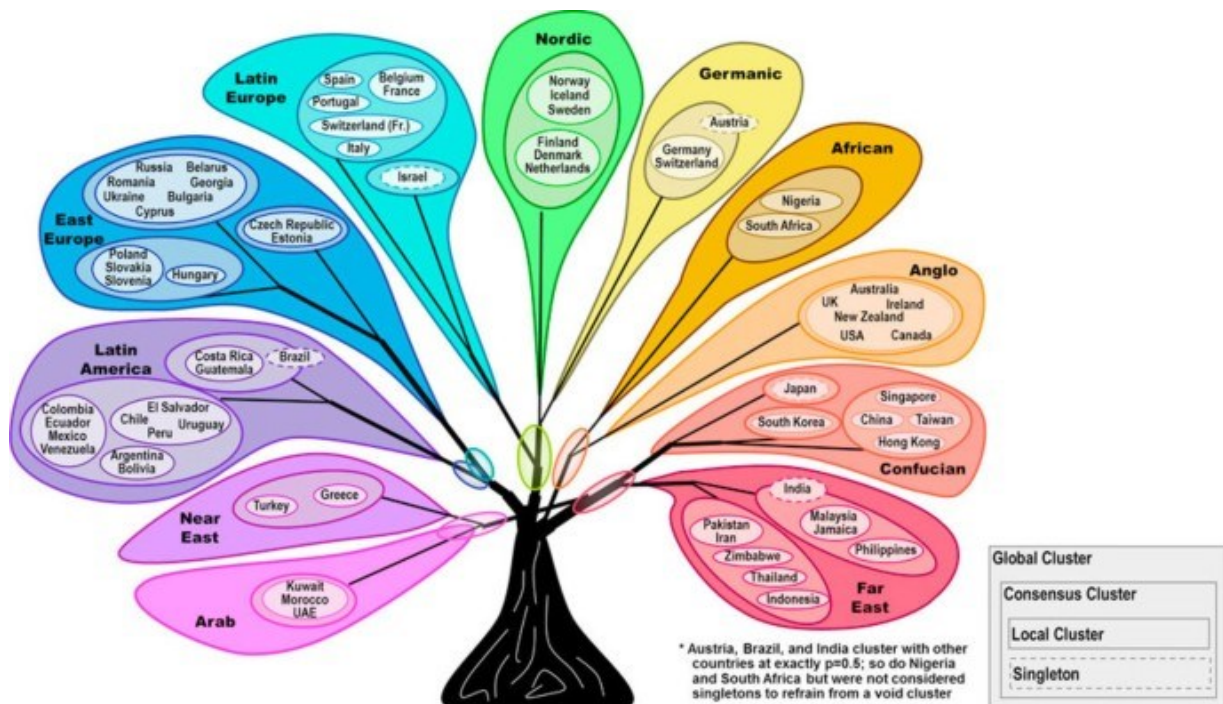 Nordic
Norway
Iceland
Sweden
Finland
Denmark
Netherlands
Latin
Europe
Spain
Belgium
France
Portugal
Switzerland (Fr.)
Italy
Israel
Germanic
Austria
Germany
Switzerland
African
Nigeria
South Africa
East
Europe
Russia Belarus
Romania Georgia
Ukraine Bulgaria
Cyprus
Czech Republic
Estonia
Poland
Slovakia
Slovenia
Hungary
Anglo
Australia
UK Ireland
New Zealand
USA Canada
Latin
America
Costa Rica
Guatemala
Brazil
Colombia
Ecuador
Mexico
Venezuela
El Salvador
Chile Uruguay
Peru
Argentina
Bolivia
Japan
South Korea
Singapore
China Taiwan
Hong Kong
Confucian
Near
East
Turkey
Greece
Arab
Kuwait
Morocco
UAE
India
Malaysia
Jamaica
Philippines
Pakistan
Iran
Zimbabwe
Thailand
Indonesia
Far
East
* Austria, Brazil, and India cluster with other
countries at exactly p=0.5; so do Nigeria
and South Africa but were not considered
singletons to refrain from a void cluster
Global Cluster
Consensus Cluster
Local Cluster
Singleton